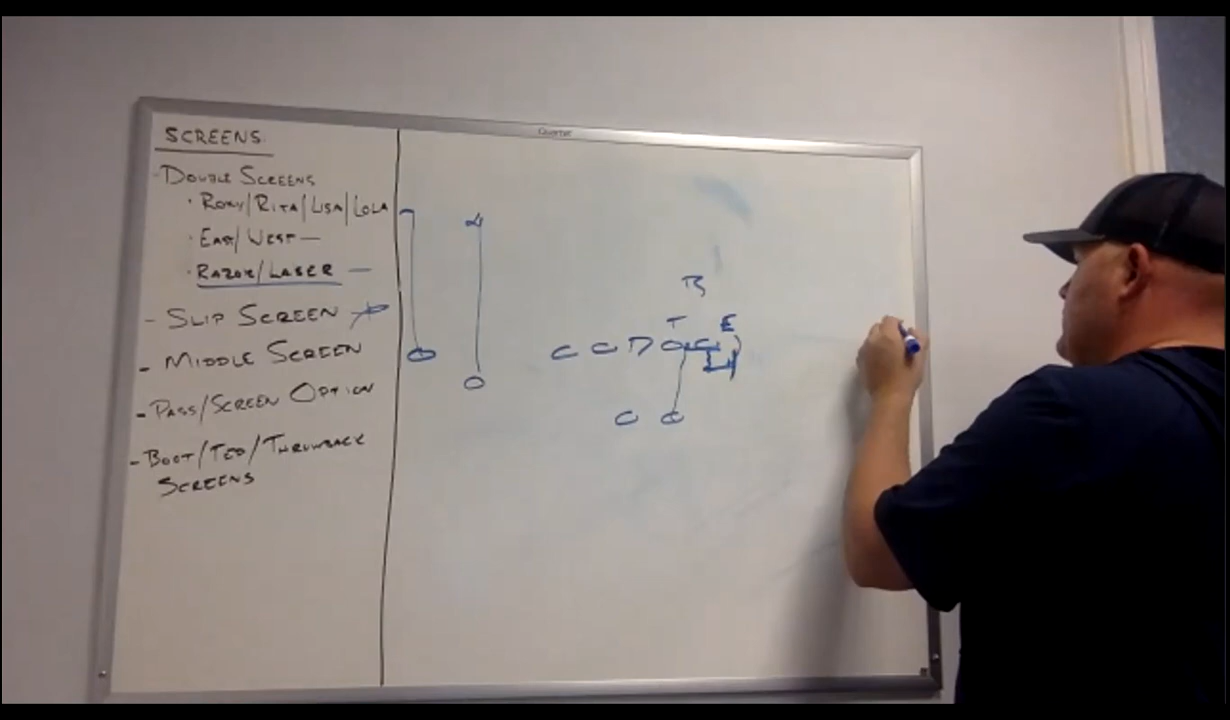 Quartet
SCREENS
- DOUBLE SCREENS
• ROXY/RITA/LISA/LOLA
• EAST/WEST —
• RAZOR/LASER —
- SLIP SCREEN
- MIDDLE SCREEN
- PASS/SCREEN OPTION
- BOOT/TED/THROWBACK
SCREENS
B
T E